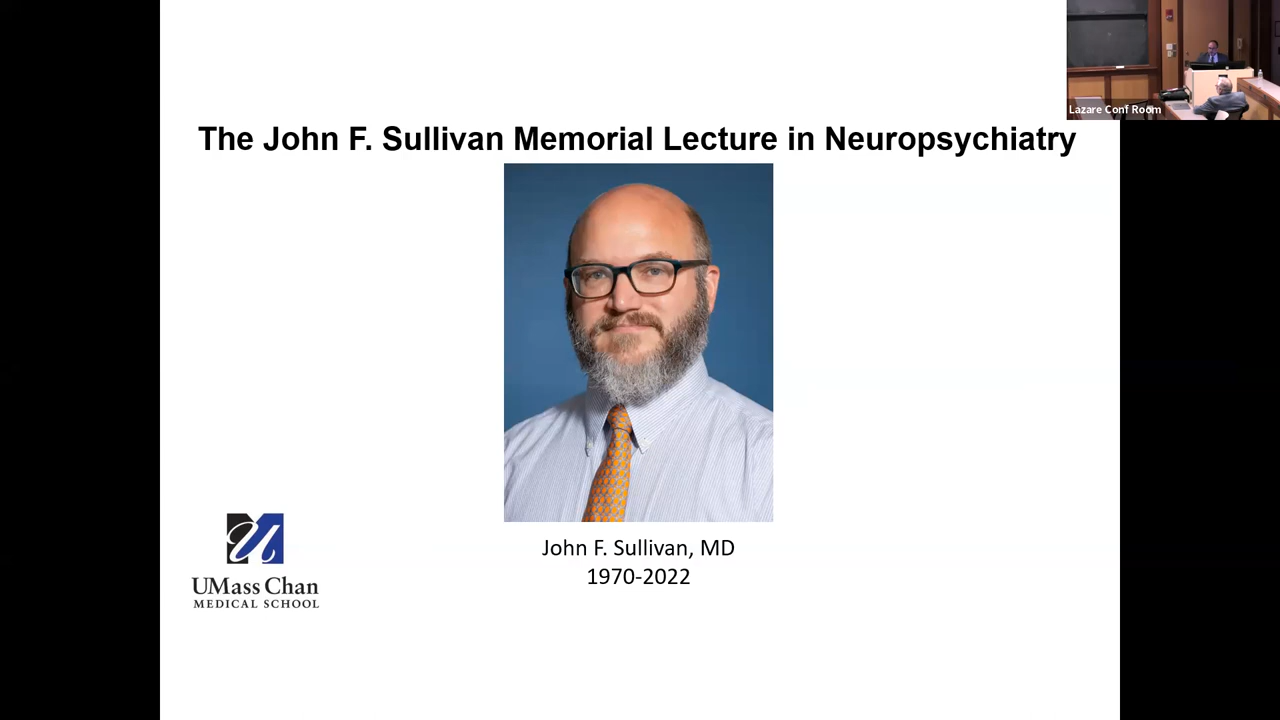 Lazare Conf Room
The John F. Sullivan Memorial Lecture in Neuropsychiatry
John F. Sullivan, MD
1970-2022
UMass Chan
MEDICAL SCHOOL